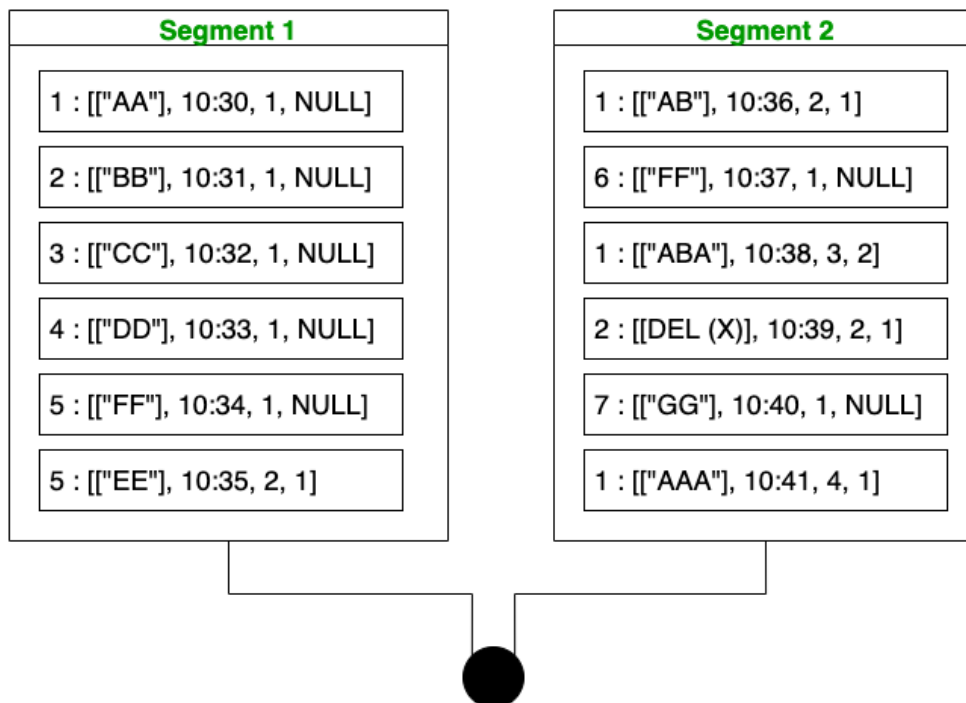 Segment 1
1 : [["AA"], 10:30, 1, NULL]
2 : [["BB"], 10:31, 1, NULL]
3 : [["CC"], 10:32, 1, NULL]
4 : [["DD"], 10:33, 1, NULL]
5 : [["FF"], 10:34, 1, NULL]
5 : [["EE"], 10:35, 2, 1]
Segment 2
1 : [["AB"], 10:36, 2, 1]
6 : [["FF"], 10:37, 1, NULL]
1 : [["ABA"], 10:38, 3, 2]
2 : [[DEL (X)], 10:39, 2, 1]
7 : [["GG"], 10:40, 1, NULL]
1 : [["AAA"], 10:41, 4, 1]